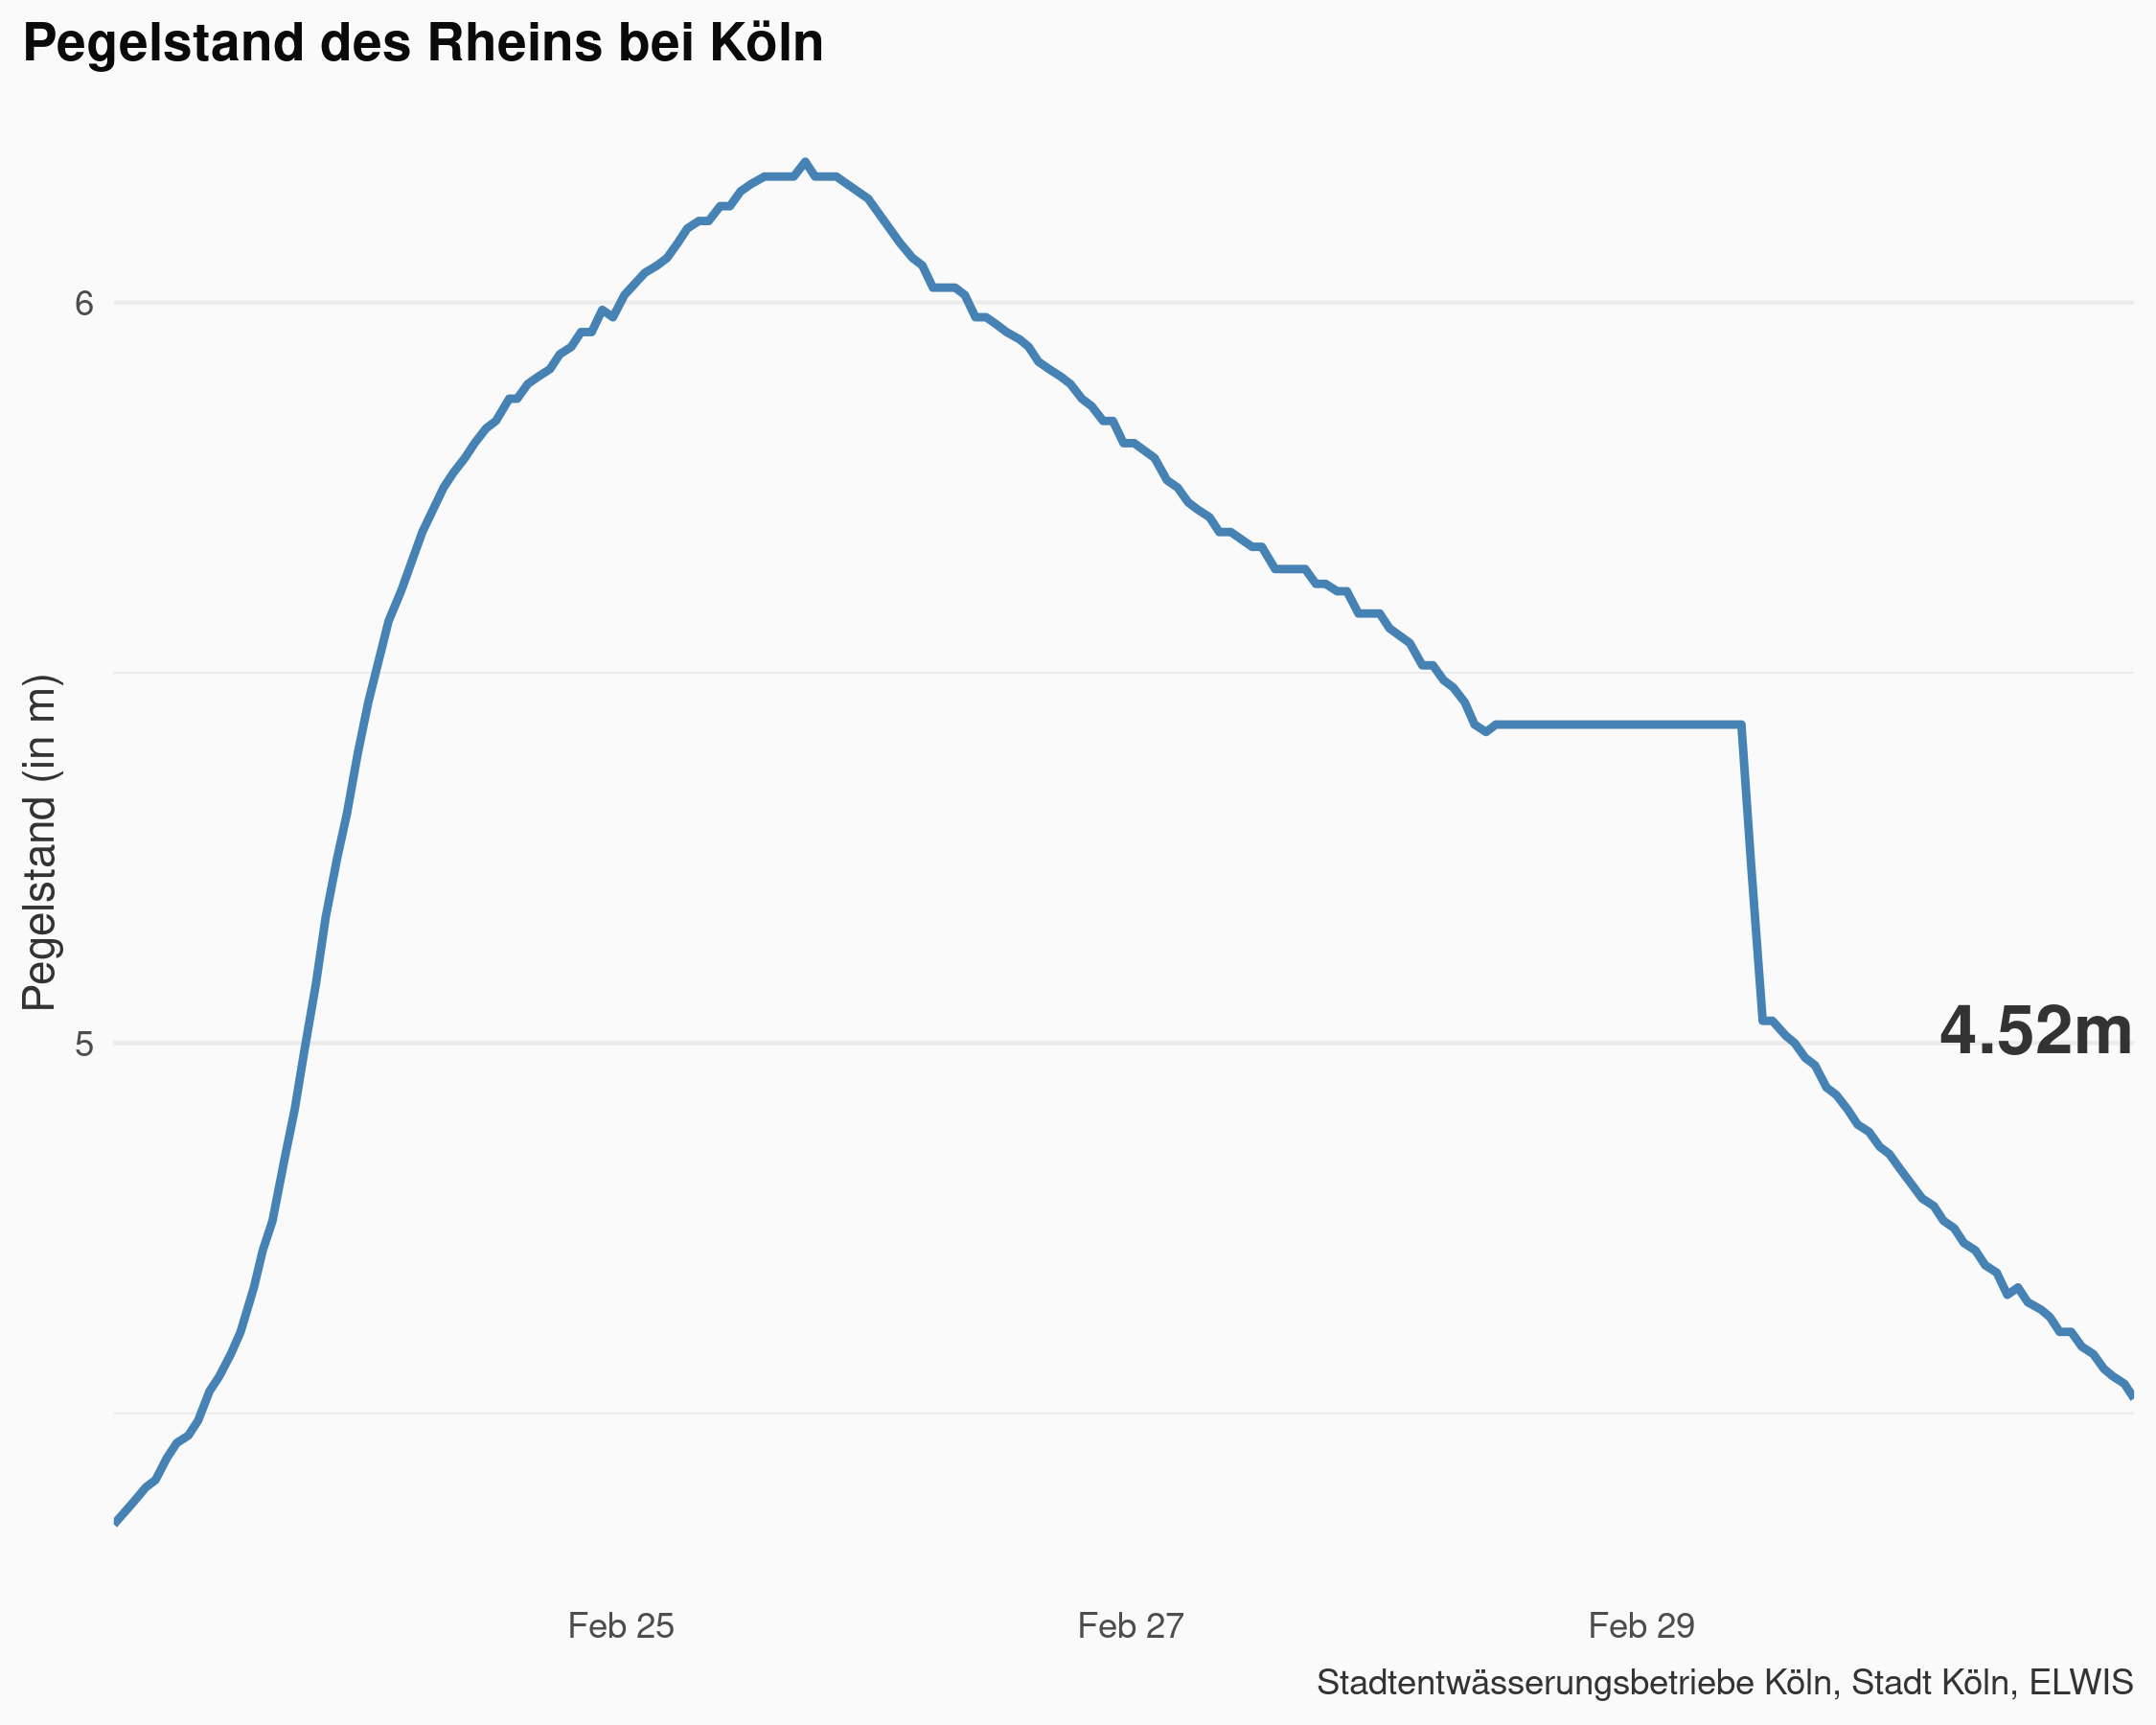 Pegelstand des Rheins bei Köln
Pegelstand (in m)
6
5
4.52m
Feb 25
Feb 27
Feb 29
Stadtentwässerungsbetriebe Köln, Stadt Köln, ELWIS